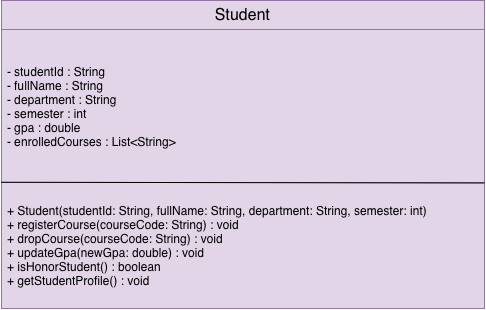 Student
- studentId : String
- fullName : String
- department : String
- semester : int
- gpa : double
- enrolledCourses : List<String>
+ Student(studentId: String, fullName: String, department: String, semester: int)
+ registerCourse(courseCode: String) : void
+ dropCourse(courseCode: String) : void
+ updateGpa(newGpa: double) : void
+ isHonorStudent() : boolean
+ getStudentProfile() : void